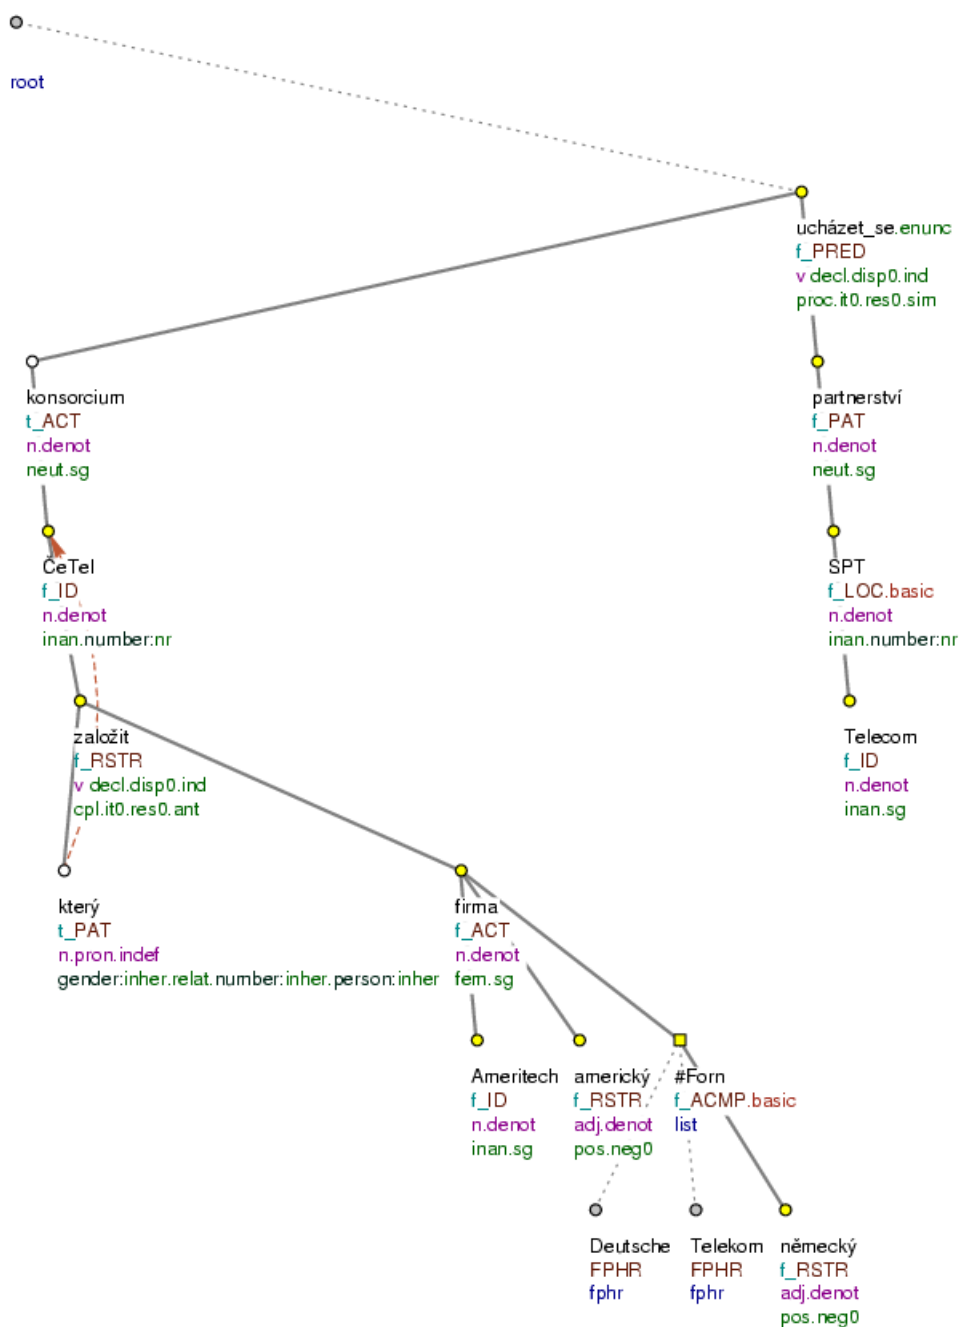 root
ucházet_se.enunc
f_PRED
v decl.disp0.ind
proc.it0.res0.sim
konsorcium
t_ACT
n.denot
neut.sg
partnerství
f_PAT
n.denot
neut.sg
ČeTel
f_ID
n.denot
inan.number:nr
SPT
f_LOC.basic
n.denot
inan.number:nr
založit
f_RSTR
v decl.disp0.ind
cpl.it0.res0.ant
Telecom
f_ID
n.denot
inan.sg
který
t_PAT
n.pron.indef
gender:inher.relat.number:inher.person:inher
firma
f_ACT
n.denot
fem.sg
Ameritech
f_ID
n.denot
inan.sg
americký
f_RSTR
adj.denot
pos.neg0
#Forn
f_ACMP.basic
list
Deutsche
FPHR
fphr
Telekom
FPHR
fphr
německý
f_RSTR
adj.denot
pos.neg0